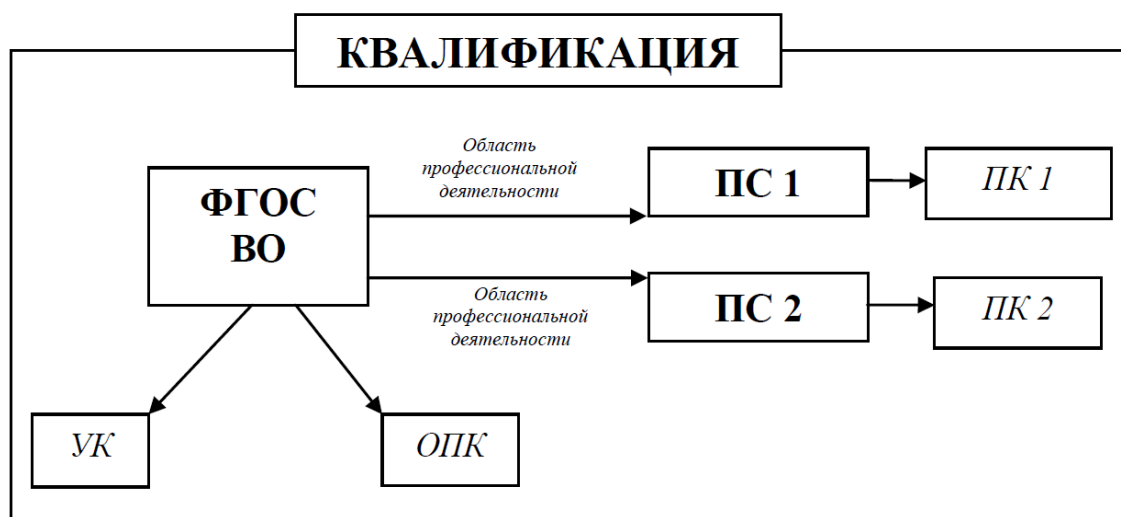 КВАЛИФИКАЦИЯ
Область
профессиональной
деятельности
ФГОС
ВО
ПС 1
ПК 1
Область
профессиональной
деятельности
ПС 2
ПК 2
УК
ОПК